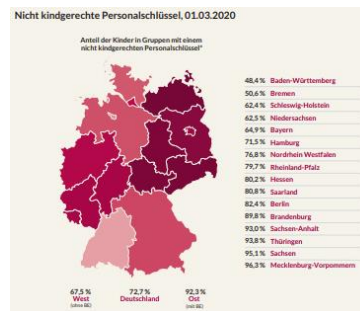 Nicht kindgerechte Personalschlüssel, 01.03.2020
Anteil der Kinder in Gruppen mit einem
nicht kindgerechten Personalschlüssel*
48,4 % Baden-Württemberg
50,6 % Bremen
62,4 % Schleswig-Holstein
62,5 % Niedersachsen
64,9 % Bayern
71,5 % Hamburg
76,8 % Nordrhein Westfalen
79,7 % Rheinland-Pfalz
80,2 % Hessen
80,8 % Saarland
82,4 % Berlin
89,8 % Brandenburg
93,0 % Sachsen-Anhalt
93,8 % Thüringen
95,1 % Sachsen
96,3 % Mecklenburg-Vorpommern
67,5 % 72,7 % 92,3 %
West Deutschland Ost
(ohne BE) (mit BE)